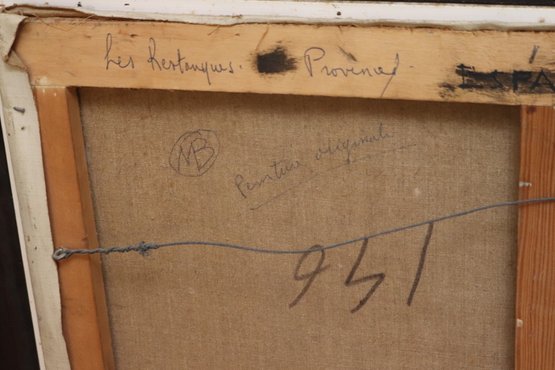 Les Restanques. Provence
ESPA
MB
Peinture originale
951